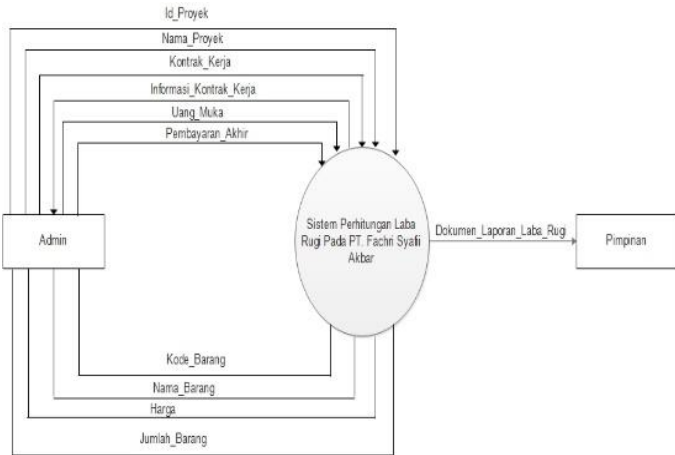 Id_Proyek
Nama_Proyek
Kontrak_Kerja
Informasi_Kontrak_Kerja
Uang_Muka
Pembayaran_Akhir
Admin
Sistem Perhitungan Laba
Rugi Pada PT. Fachri Syafii
Akbar
Dokumen_Laporan_Laba_Rugi
Pimpinan
Kode_Barang
Nama_Barang
Harga
Jumlah_Barang